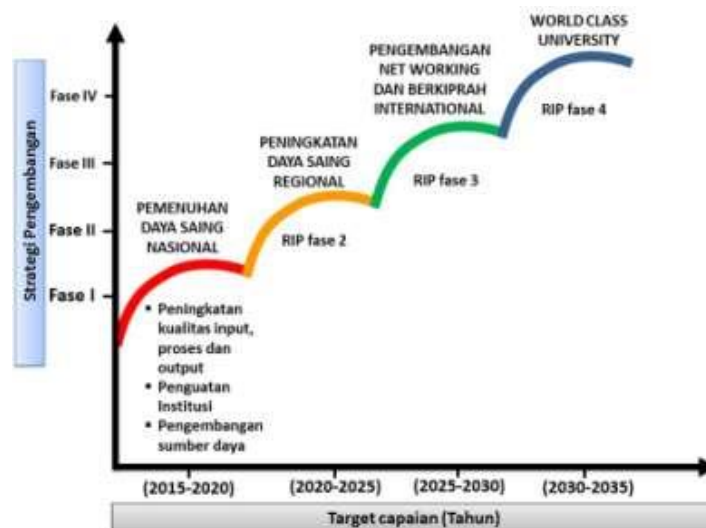 WORLD CLASS
UNIVERSITY
PENGEMBANGAN
NET WORKING
DAN BERKIPRAH
INTERNATIONAL
Fase IV
RIP fase 4
PENINGKATAN
DAYA SAING
REGIONAL
Fase III
RIP fase 3
PEMENUHAN
DAYA SAING
NASIONAL
Fase II
RIP fase 2
Strategi Pengembangan
Fase I
▪ Peningkatan
kualitas input,
proses dan
output
▪ Penguatan
Institusi
▪ Pengembangan
sumber daya
(2015-2020)
(2020-2025)
(2025-2030)
(2030-2035)
Target capaian (Tahun)